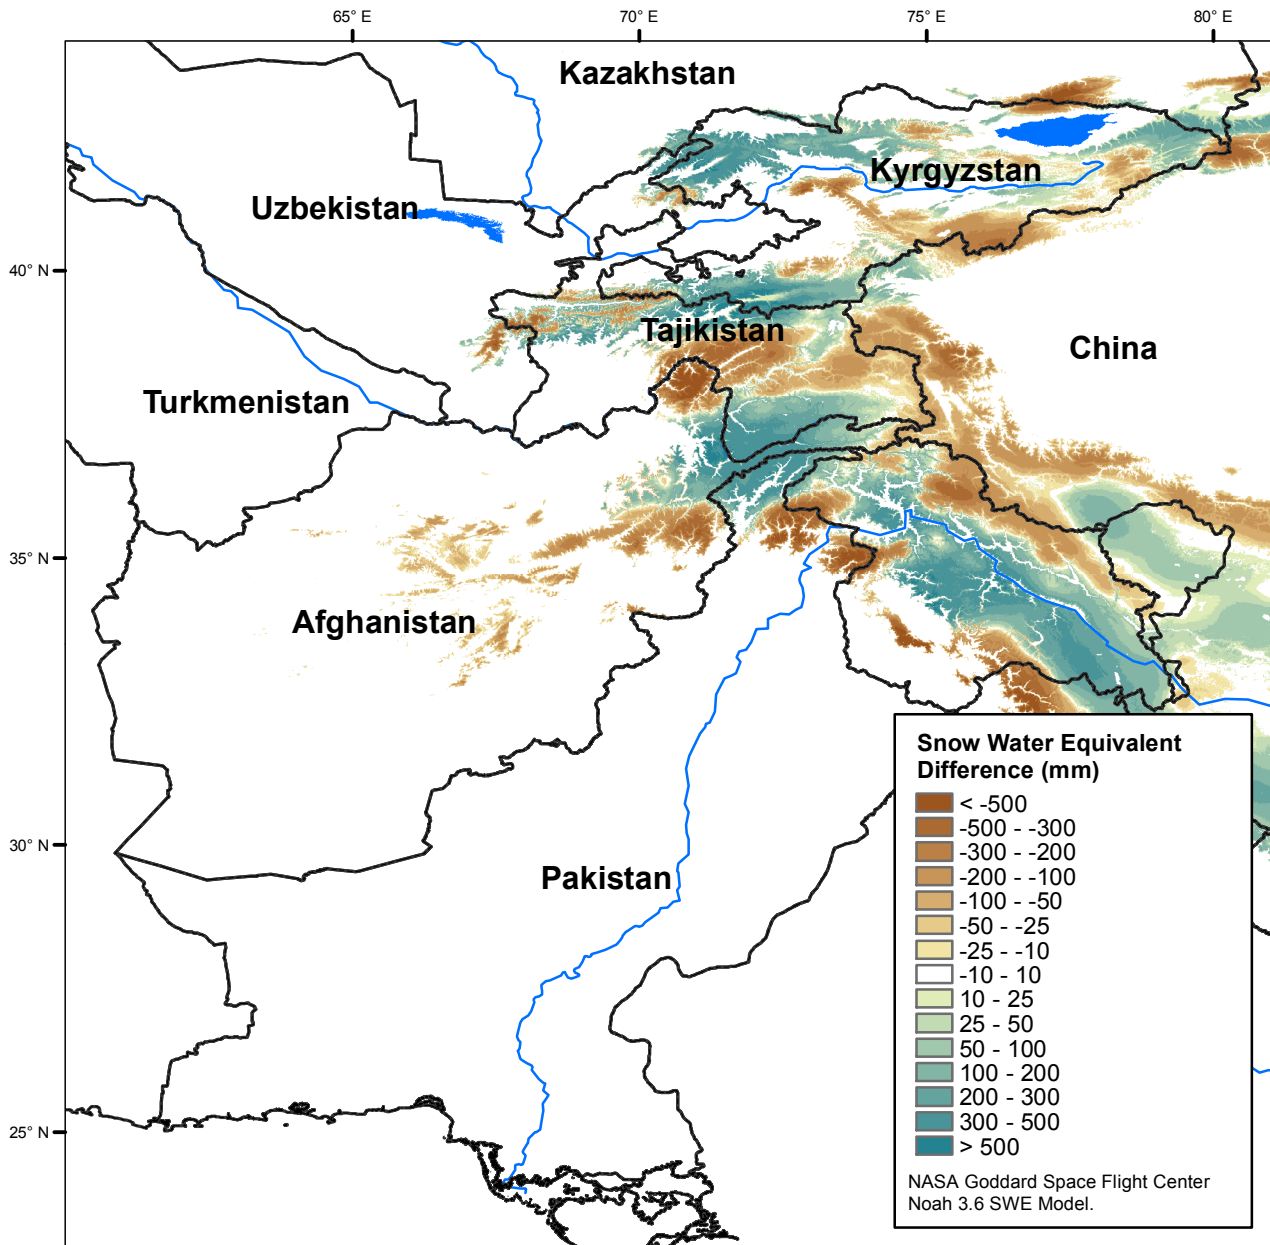 65° E
70° E
75° E
80° E
Kazakhstan
Kyrgyzstan
Uzbekistan
40° N
Tajikistan
China
Turkmenistan
35° N
Afghanistan
Snow Water Equivalent
Difference (mm)
< -500
-500 - -300
-300 - -200
-200 - -100
-100 - -50
-50 - -25
-25 - -10
-10 - 10
10 - 25
25 - 50
50 - 100
100 - 200
200 - 300
300 - 500
> 500
NASA Goddard Space Flight Center
Noah 3.6 SWE Model.
30° N
Pakistan
25° N